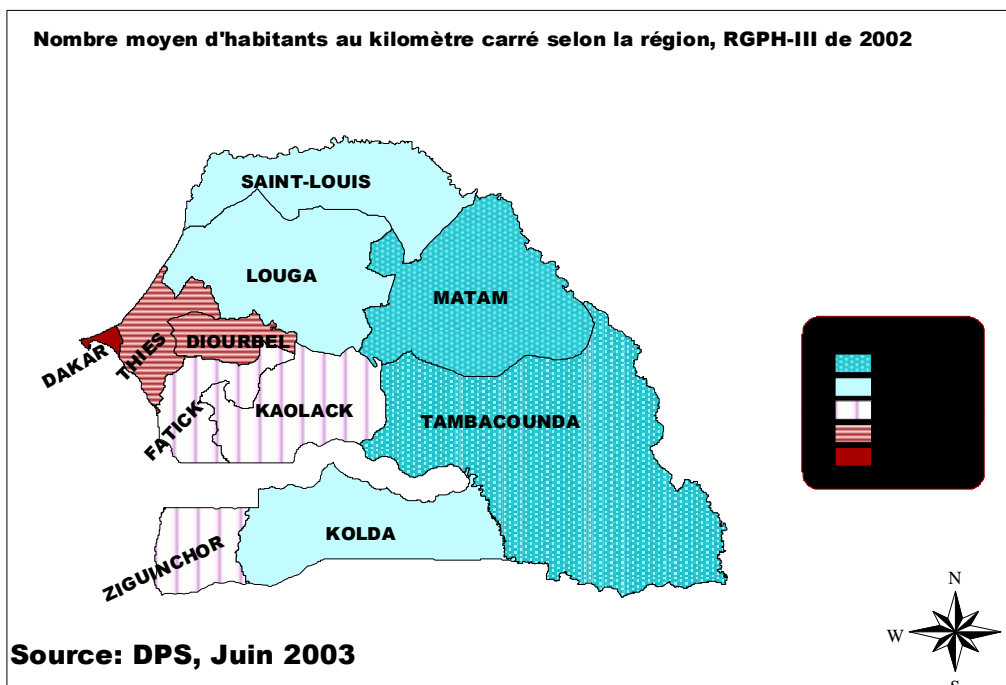 Nombre moyen d'habitants au kilomètre carré selon la région, RGPH-III de 2002
SAINT-LOUIS
LOUGA
MATAM
DAKAR
THIES
DIOURBEL
FATICK
KAOLACK
TAMBACOUNDA
ZIGUINCHOR
KOLDA
N
W
S
Source: DPS, Juin 2003